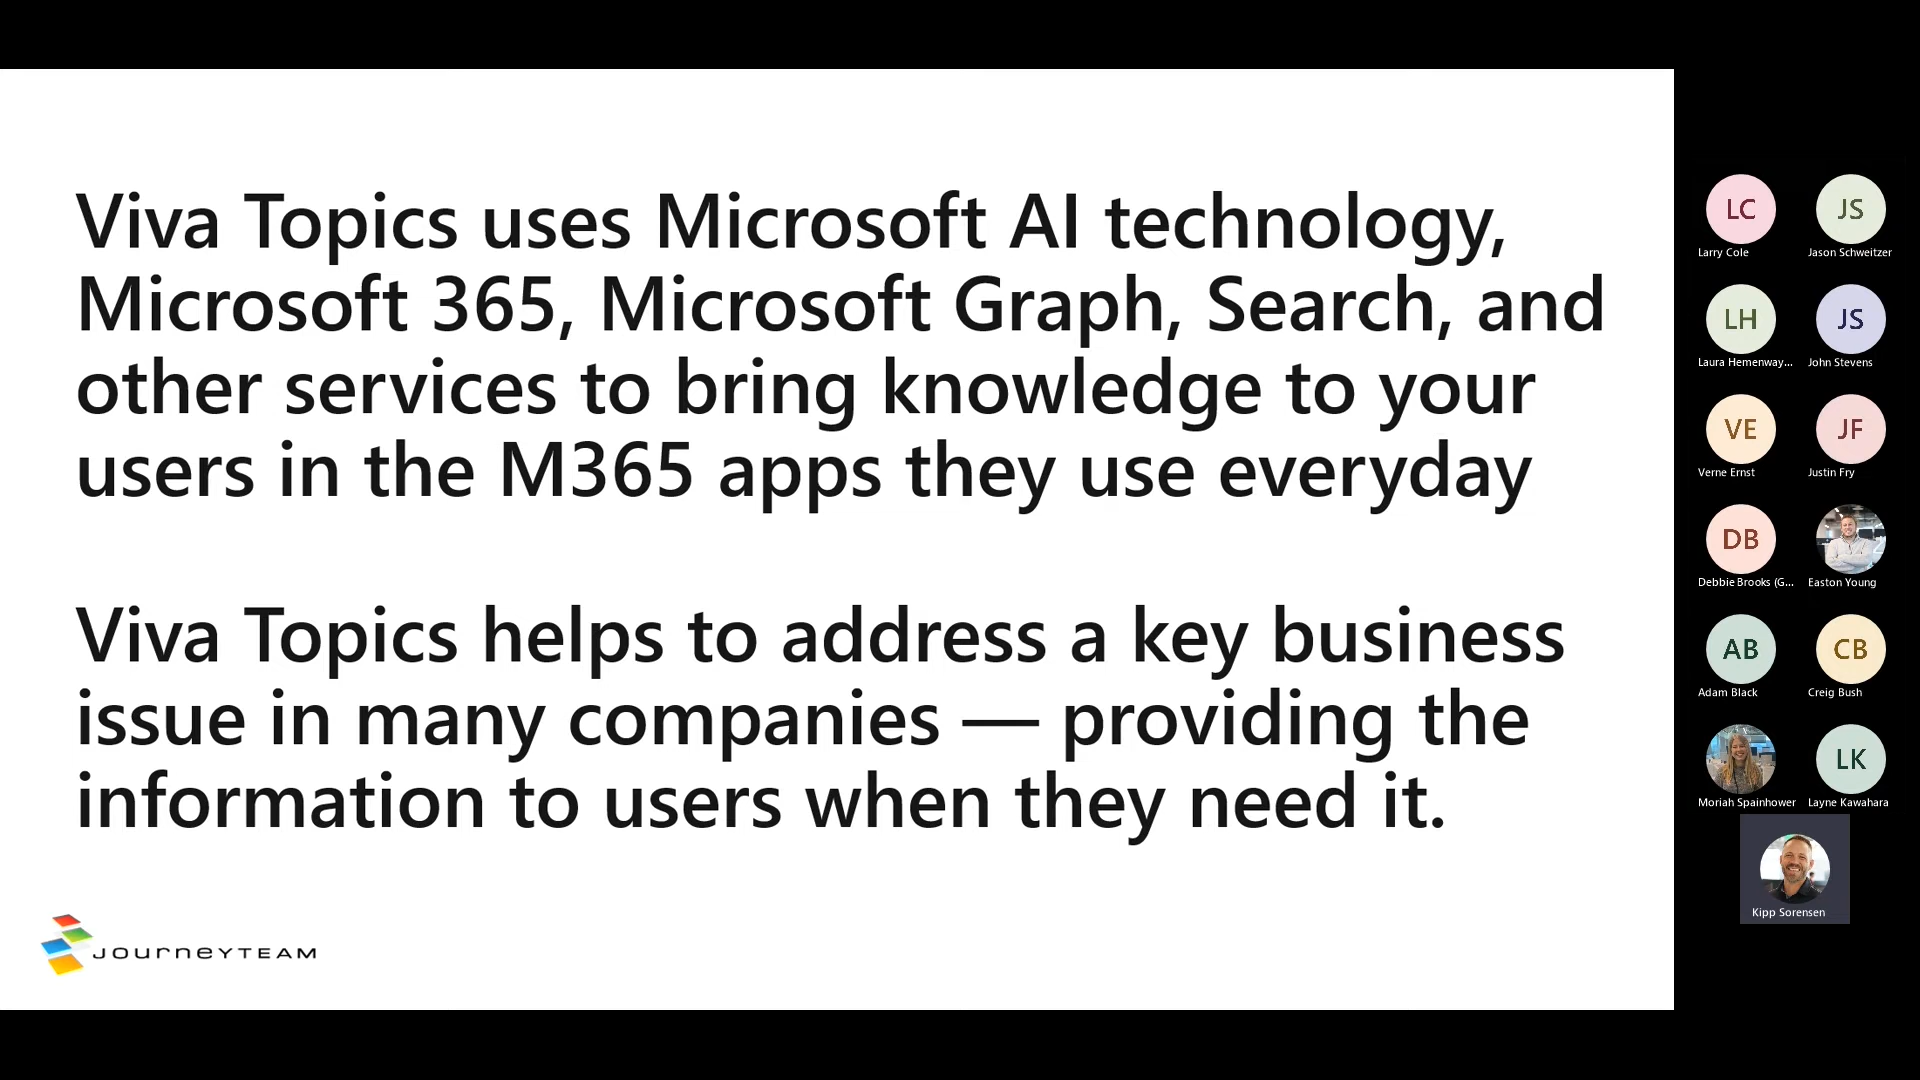 Viva Topics uses Microsoft AI technology,
Microsoft 365, Microsoft Graph, Search, and
other services to bring knowledge to your
users in the M365 apps they use everyday
Viva Topics helps to address a key business
issue in many companies — providing the
information to users when they need it.
JOURNEYTEAM
LC
JS
Larry Cole
Jason Schweitzer
LH
JS
Laura Hemenway...
John Stevens
VE
JF
Verne Ernst
Justin Fry
DB
Debbie Brooks (G...
Easton Young
AB
CB
Adam Black
Creig Bush
LK
Moriah Spainhower
Layne Kawahara
Kipp Sorensen